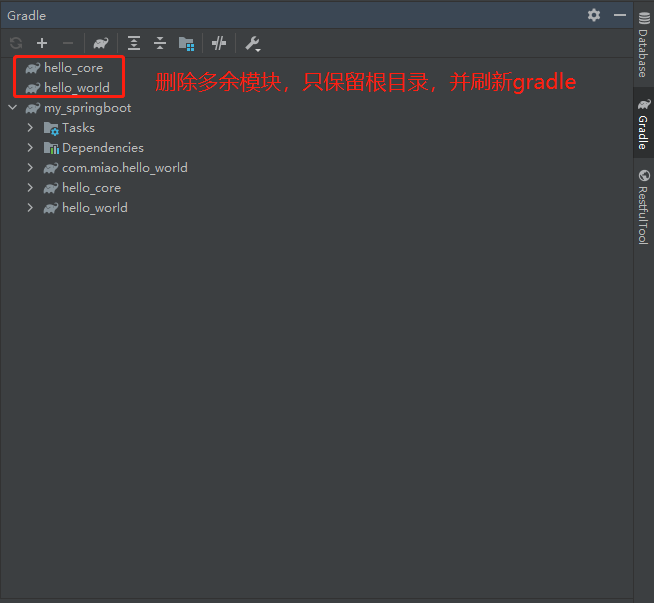 Gradle
hello_core
hello_world
删除多余模块，只保留根目录，并刷新gradle
my_springboot
Tasks
Dependencies
com.miao.hello_world
hello_core
hello_world
Database
Gradle
RestfulTool